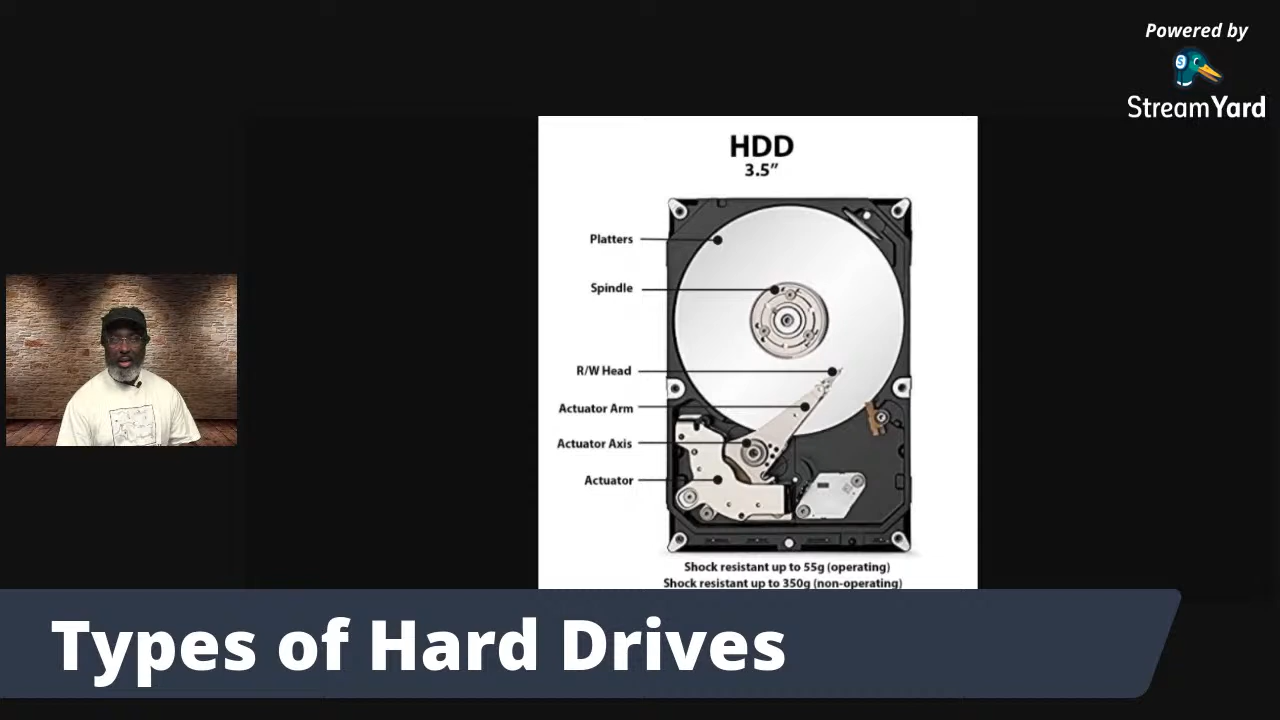 Powered by
StreamYard
HDD
3.5”
Platters
Spindle
R/W Head
Actuator Arm
Actuator Axis
Actuator
Shock resistant up to 55g (operating)
Shock resistant up to 350g (non-operating)
Types of Hard Drives